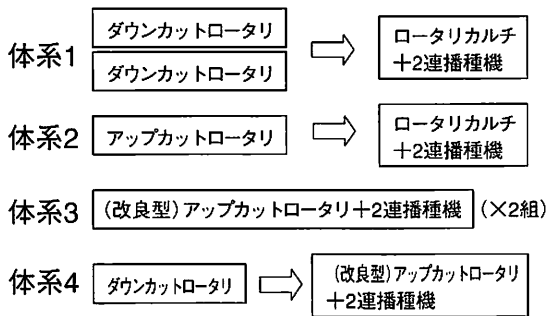 体系1
ダウンカットロータリ
ダウンカットロータリ
ロータリカルチ
+2連播種機
体系2
アップカットロータリ
ロータリカルチ
+2連播種機
体系3
(改良型)アップカットロータリ+2連播種機
(×2組)
体系4
ダウンカットロータリ
(改良型)アップカットロータリ
+2連播種機